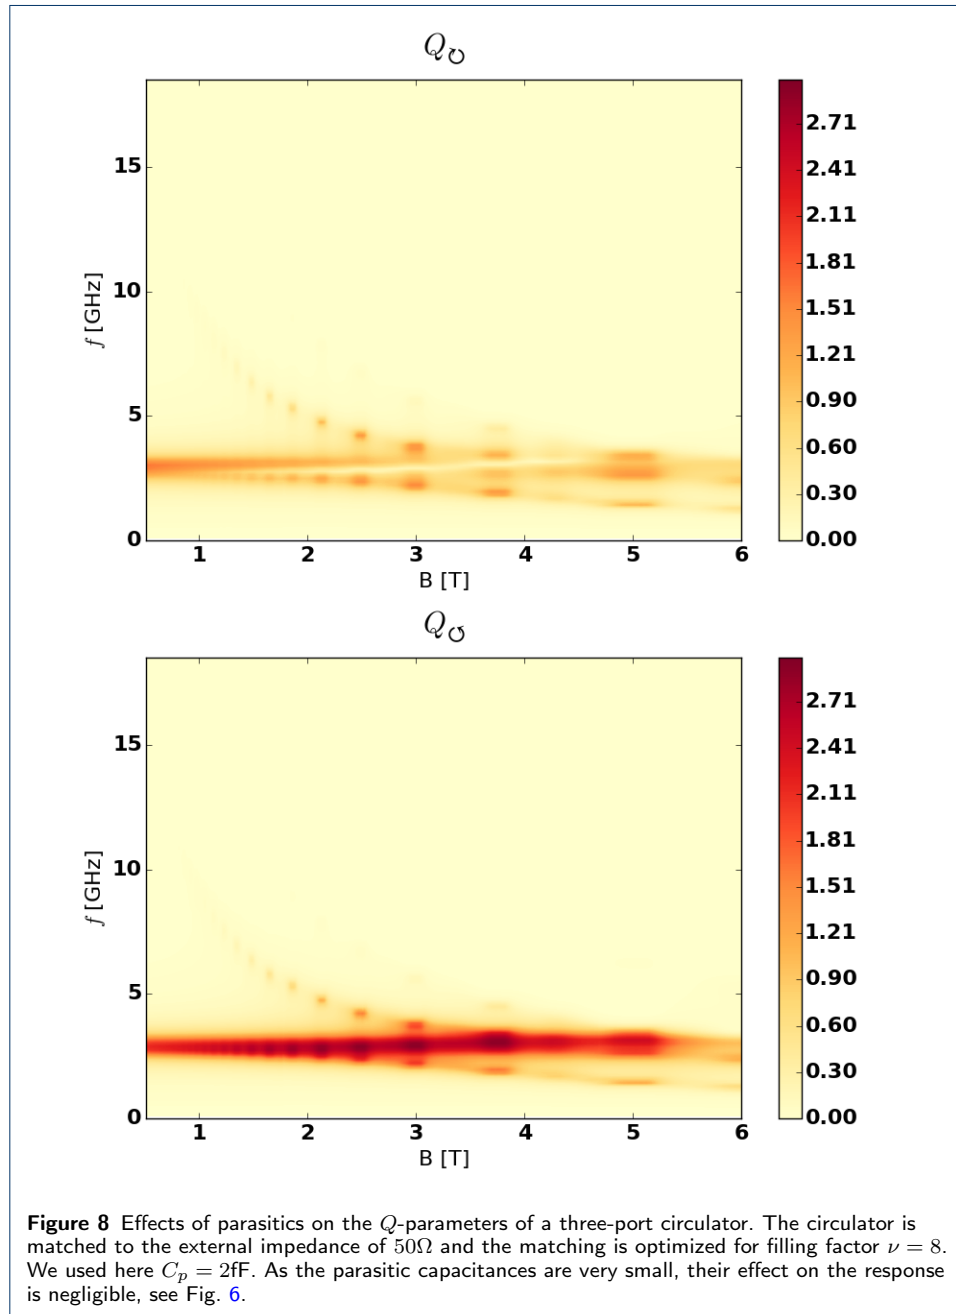 Q↻
15
10
5
0
f [GHz]
1 2 3 4 5 6
B [T]
2.71
2.41
2.11
1.81
1.51
1.21
0.90
0.60
0.30
0.00
Q↺
15
10
5
0
f [GHz]
1 2 3 4 5 6
B [T]
2.71
2.41
2.11
1.81
1.51
1.21
0.90
0.60
0.30
0.00
Figure 8 Effects of parasitics on the Q-parameters of a three-port circulator. The circulator is
matched to the external impedance of 50Ω and the matching is optimized for filling factor ν = 8.
We used here Cₚ = 2fF. As the parasitic capacitances are very small, their effect on the response
is negligible, see Fig. 6.